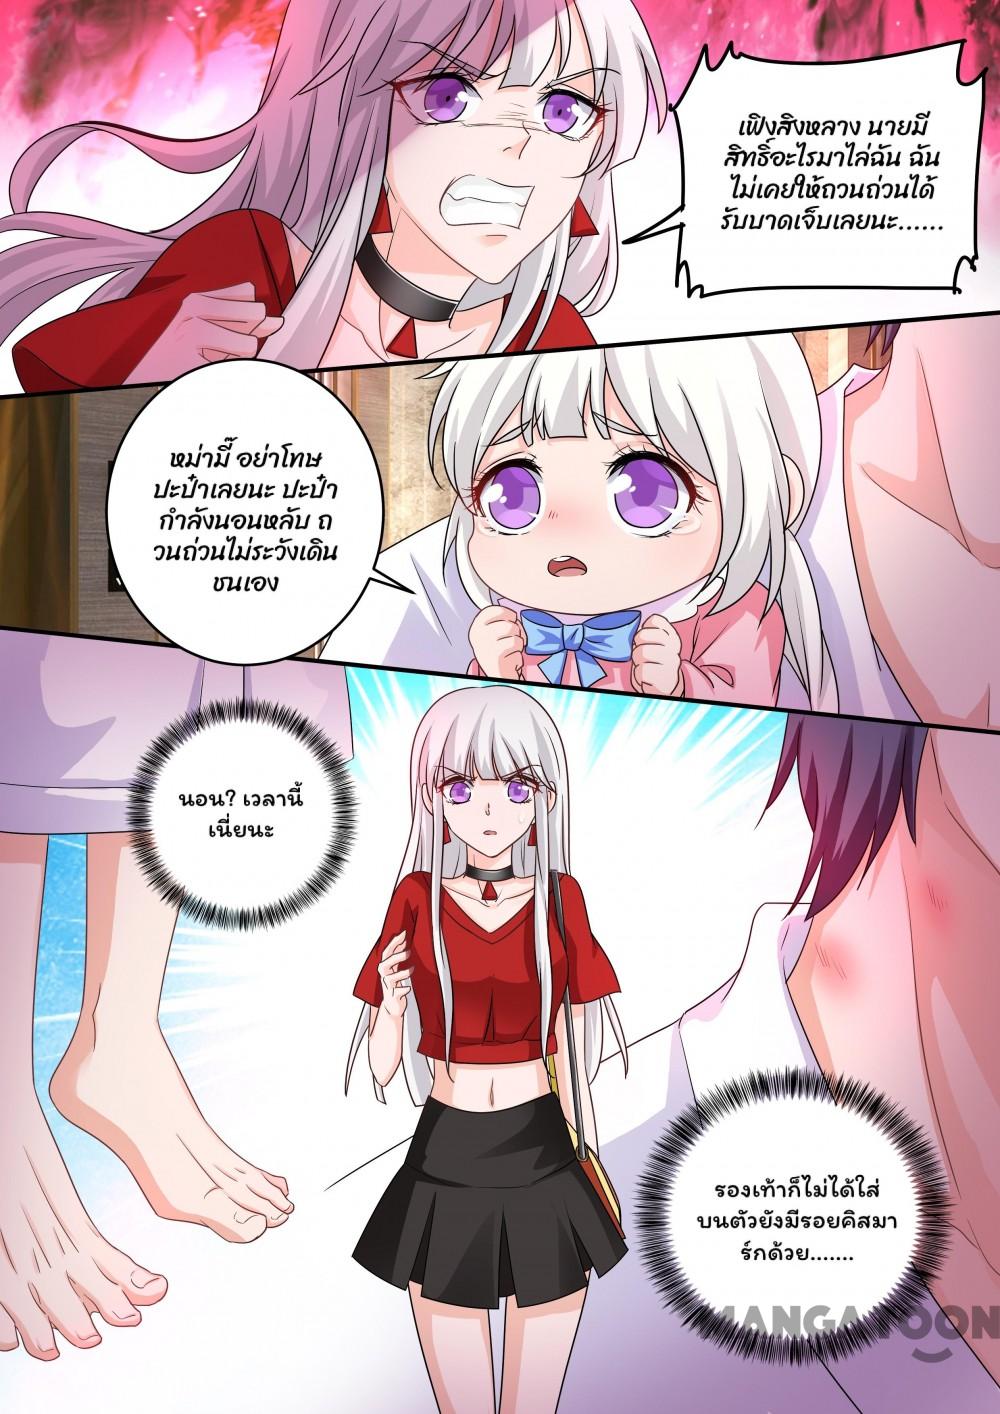 เฟิงสิงหลาง นายมี
สิทธิ์อะไรมาไล่ฉัน ฉัน
ไม่เคยให้ถวนถ่วนได้
รับบาดเจ็บเลยนะ......
หม่ามี๊ อย่าโทษ
ปะป๋าเลยนะ ปะป๋า
กำลังนอนหลับ ถ
วนถ่วนไม่ระวังเดิน
ชนเอง
นอน? เวลานี้
เนี่ยนะ
รองเท้าก็ไม่ได้ใส่
บนตัวยังมีรอยคิสมา
ร์กด้วย.......
MANGATOON